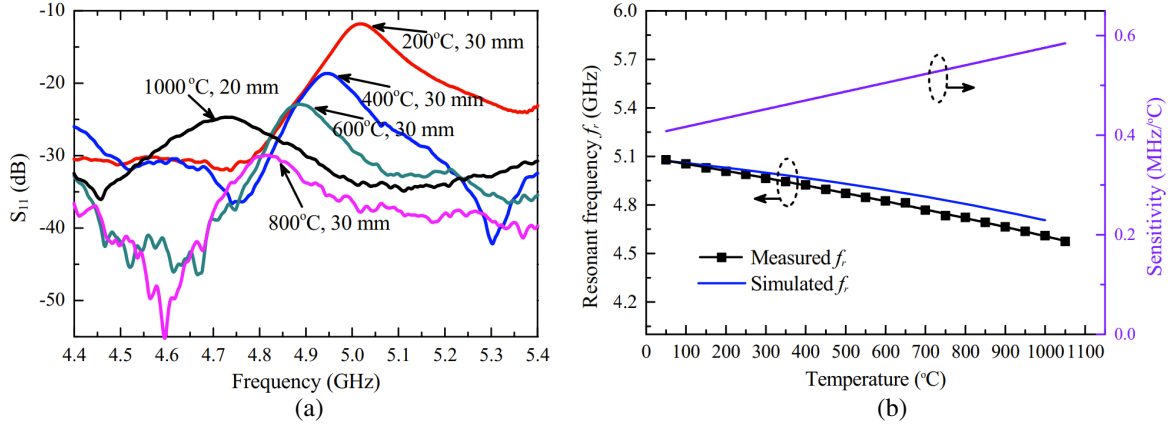 (a)
-10
-20
-30
-40
-50
S11 (dB)
200°C, 30 mm
1000°C, 20 mm
400°C, 30 mm
600°C, 30 mm
800°C, 30 mm
4.4 4.5 4.6 4.7 4.8 4.9 5.0 5.1 5.2 5.3 5.4
Frequency (GHz)
(a)
6.0
5.7
5.4
5.1
4.8
4.5
4.2
Resonant frequency fr (GHz)
Measured fr
Simulated fr
0.6
0.4
0.2
0.0
Sensitivity (MHz/°C)
0 100 200 300 400 500 600 700 800 900 1000 1100
Temperature (°C)
(b)